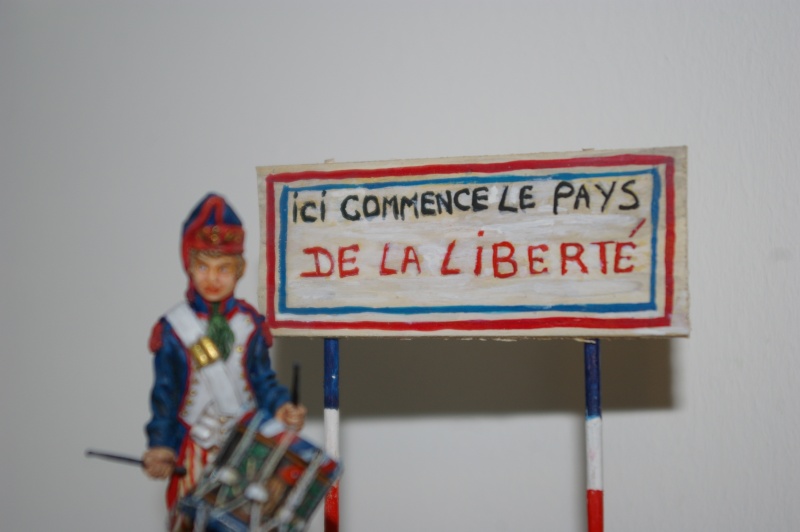 ici COMMENCE LE PAYS
DE LA LiBERTÉ